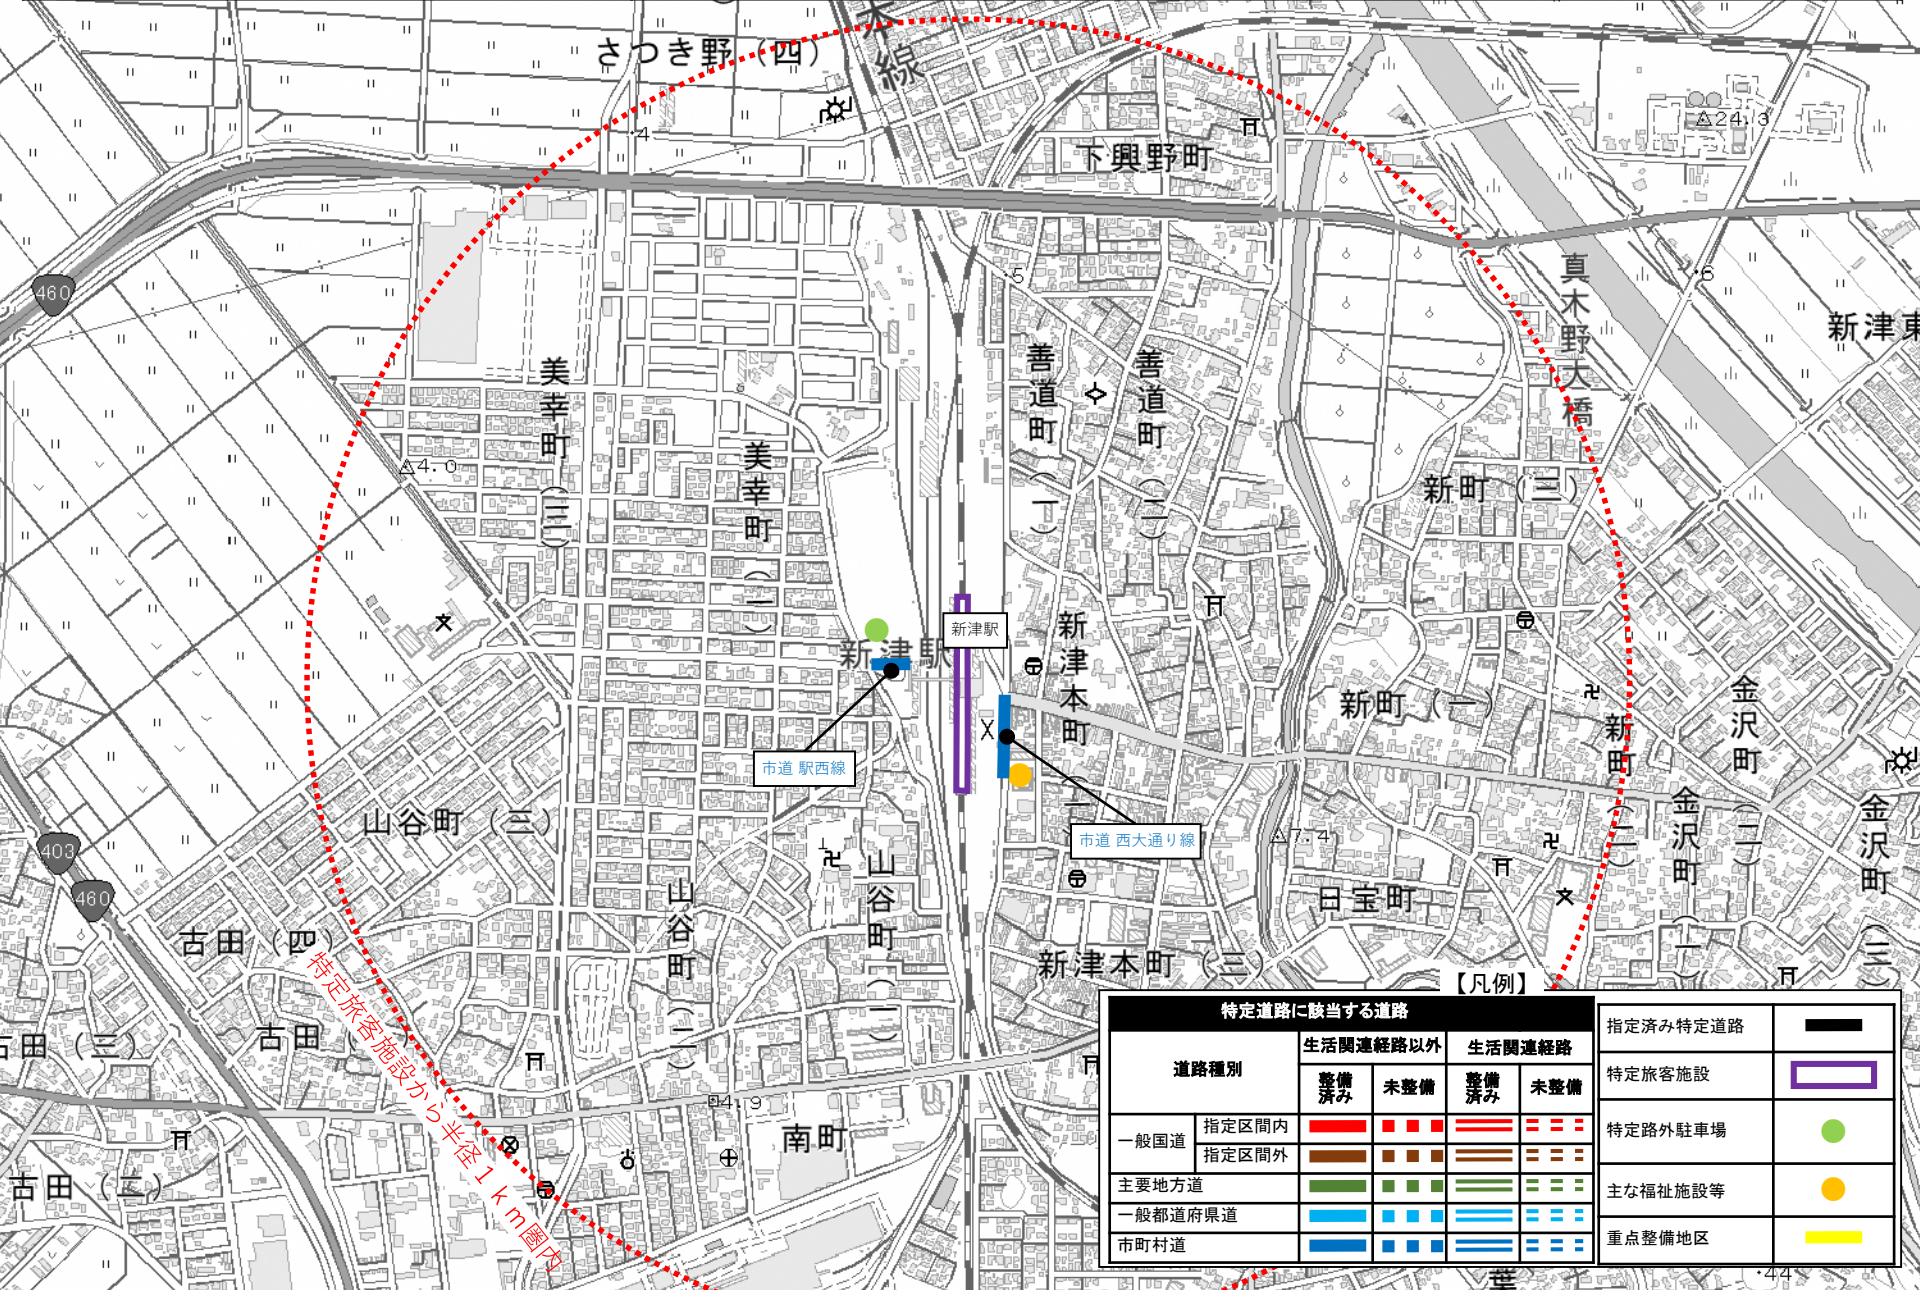 木線
さつき野（四）
4
△24.3
下興野町
460
5
6
真木野大橋
新津東
美幸町（三）
善道町（一）
善道町（二）
美幸町（一）
△4.0
新町（三）
新津駅
新津駅
新津本町（一）
新町（一）
新町（二）
金沢町（二）
市道 駅西線
市道 西大通り線
山谷町（三）
△7.4
403
460
山谷町（二）
山谷町（一）
日宝町
金沢町（一）
金沢町（三）
古田（四）
新津本町（三）
古田（三）
古田（
特定旅客施設から半径１ｋｍ圏内
4.9
南町
古田（二）
【凡例】
特定道路に該当する道路
道路種別
生活関連経路以外
生活関連経路
整備済み
未整備
整備済み
未整備
一般国道
指定区間内
指定区間外
主要地方道
一般都道府県道
市町村道
指定済み特定道路
特定旅客施設
特定路外駐車場
主な福祉施設等
重点整備地区
44